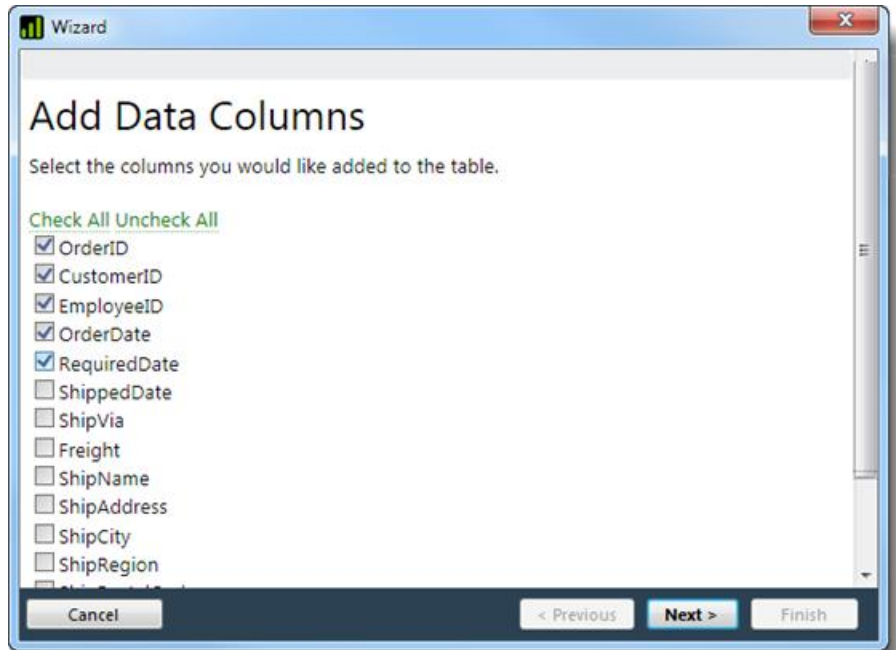 Wizard
Add Data Columns
Select the columns you would like added to the table.
Check All Uncheck All
OrderID
CustomerID
EmployeeID
OrderDate
RequiredDate
ShippedDate
ShipVia
Freight
ShipName
ShipAddress
ShipCity
ShipRegion
Cancel
< Previous
Next >
Finish